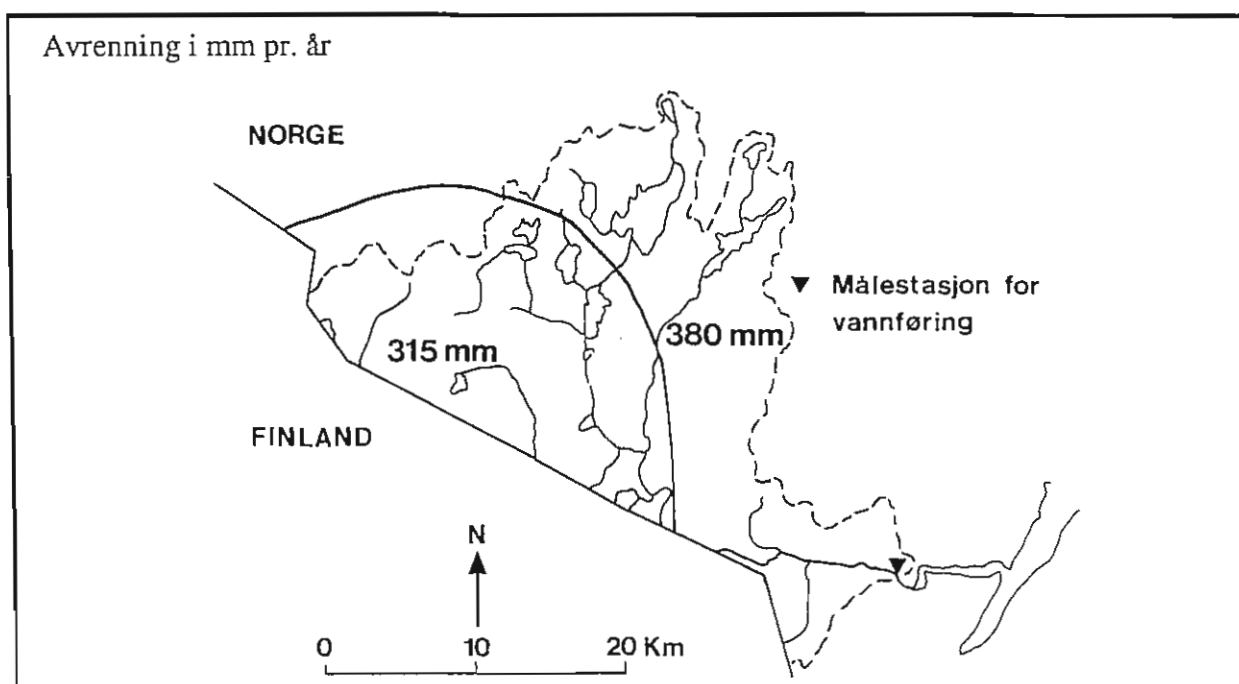 Avrenning i mm pr. år
NORGE
▼ Målestasjon for
vannføring
380 mm
315 mm
FINLAND
N
0 10 20 Km